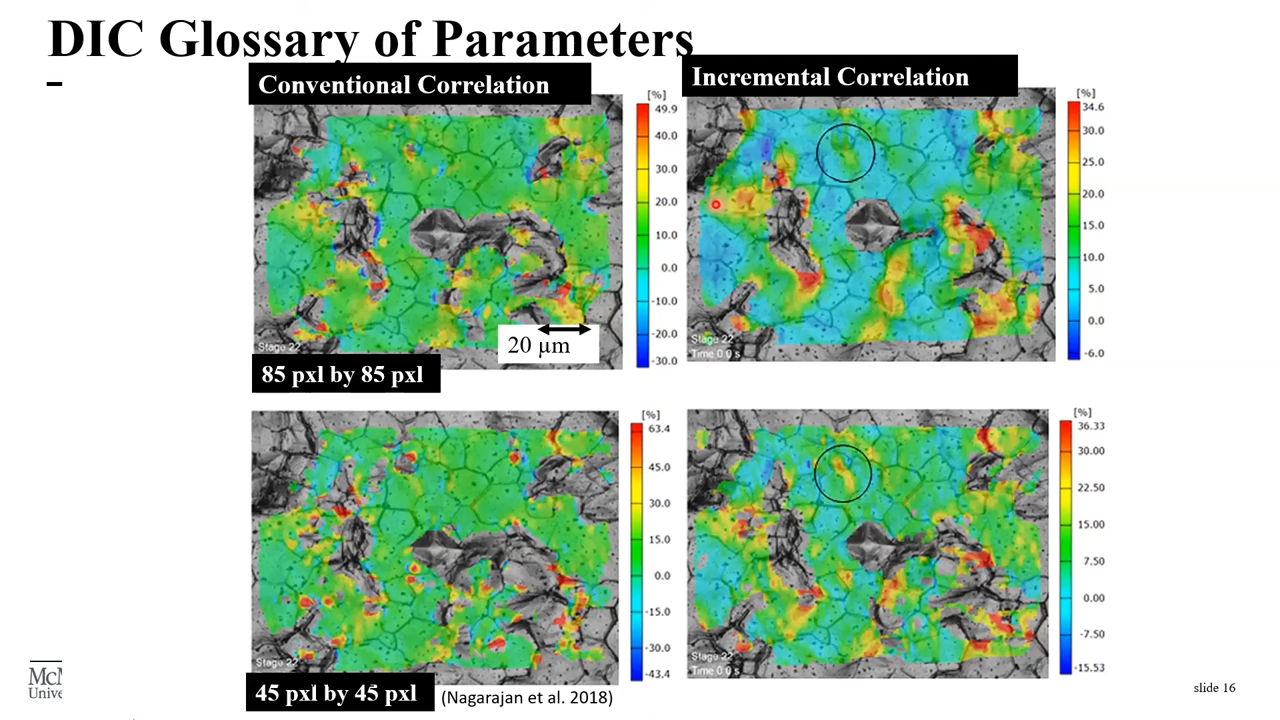 DIC Glossary of Parameters
Conventional Correlation
Incremental Correlation
[%]
49.9
40.0
30.0
20.0
10.0
0.0
-10.0
-20.0
-30.0
[%]
34.6
30.0
25.0
20.0
15.0
10.0
5.0
0.0
-6.0
20 µm
Stage 22
Stage 22
Time 0.0 s
85 pxl by 85 pxl
[%]
63.4
45.0
30.0
15.0
0.0
-15.0
-30.0
-43.4
[%]
36.33
30.00
22.50
15.00
7.50
0.00
-7.50
-15.53
Stage 22
Stage 22
Time 0.0 s
45 pxl by 45 pxl
(Nagarajan et al. 2018)
slide 16